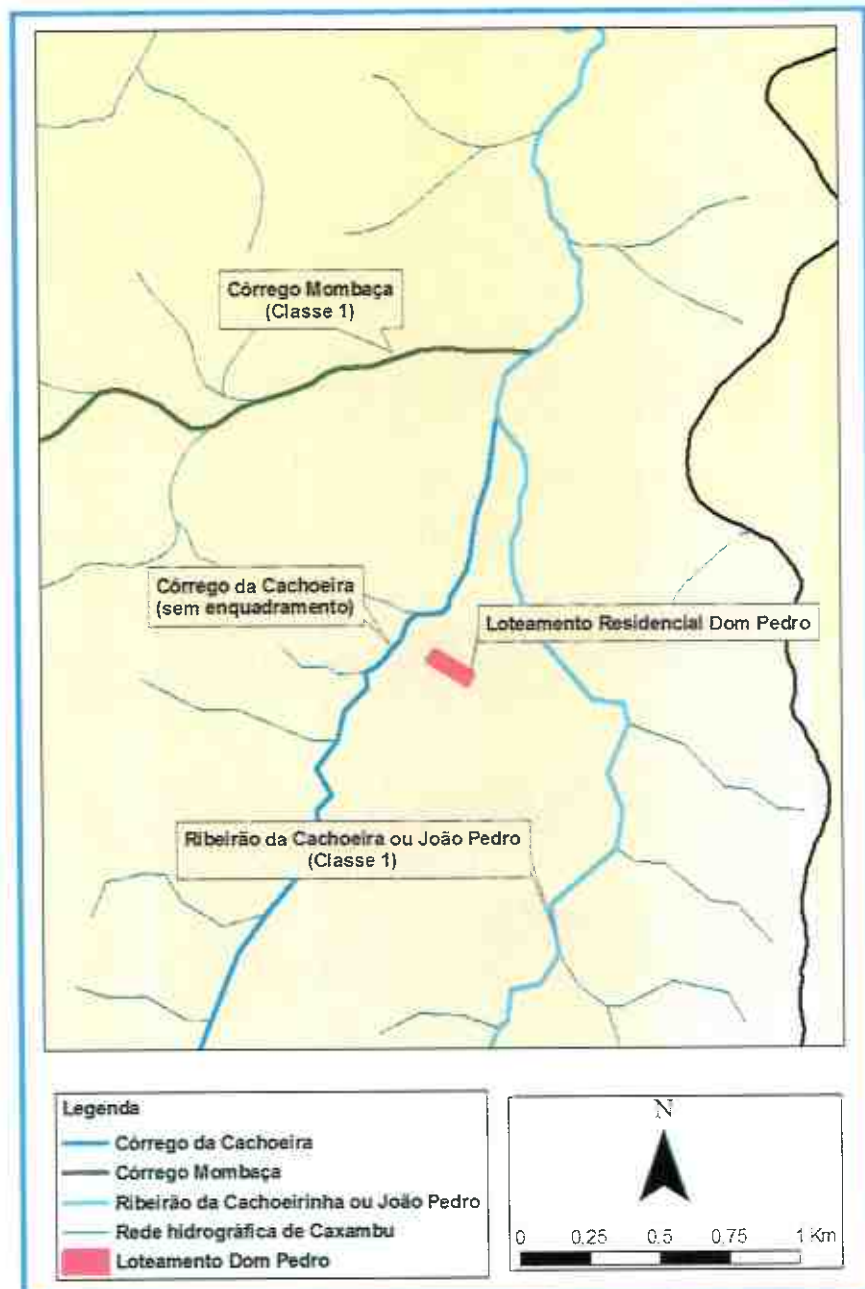 Córrego Mombaça
(Classe 1)
Córrego da Cachoeira
(sem enquadramento)
Loteamento Residencial Dom Pedro
Ribeirão da Cachoeira ou João Pedro
(Classe 1)
Legenda
Córrego da Cachoeira
Córrego Mombaça
Ribeirão da Cachoeirinha ou João Pedro
Rede hidrográfica de Caxambu
Loteamento Dom Pedro
N
0 0,25 0,5 0,75 1 Km